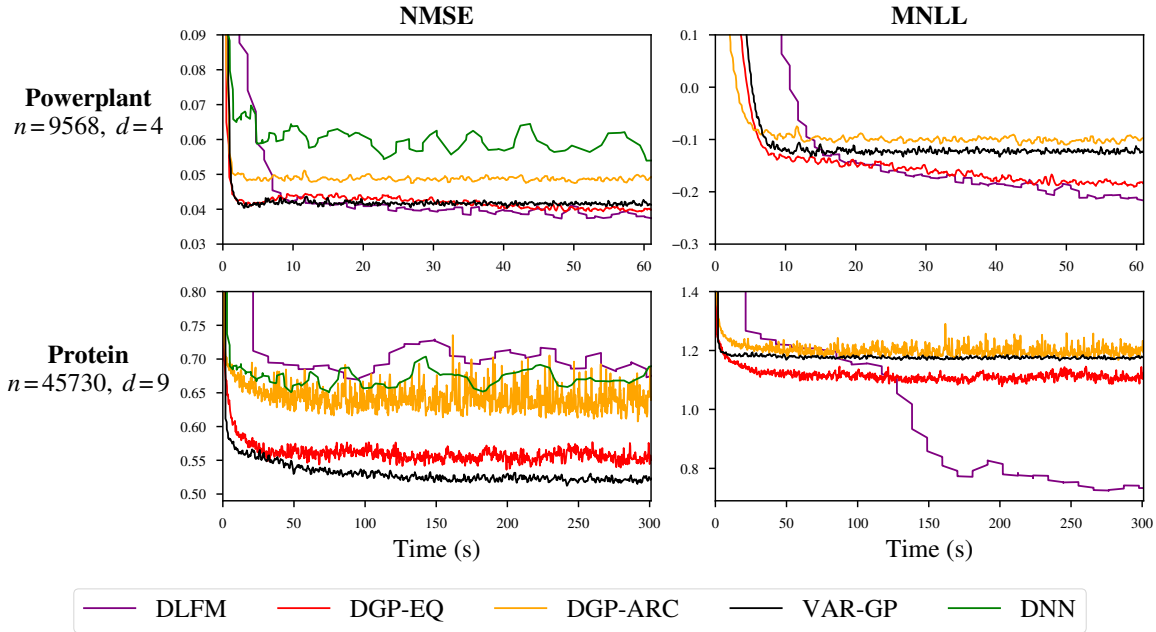 NMSE
MNLL
Powerplant
n=9568, d=4
0.09
0.08
0.07
0.06
0.05
0.04
0.03
0 10 20 30 40 50 60
0.1
0.0
−0.1
−0.2
−0.3
0 10 20 30 40 50 60
Protein
n=45730, d=9
0.80
0.75
0.70
0.65
0.60
0.55
0.50
0 50 100 150 200 250 300
Time (s)
1.4
1.2
1.0
0.8
0 50 100 150 200 250 300
Time (s)
DLFM DGP-EQ DGP-ARC VAR-GP DNN